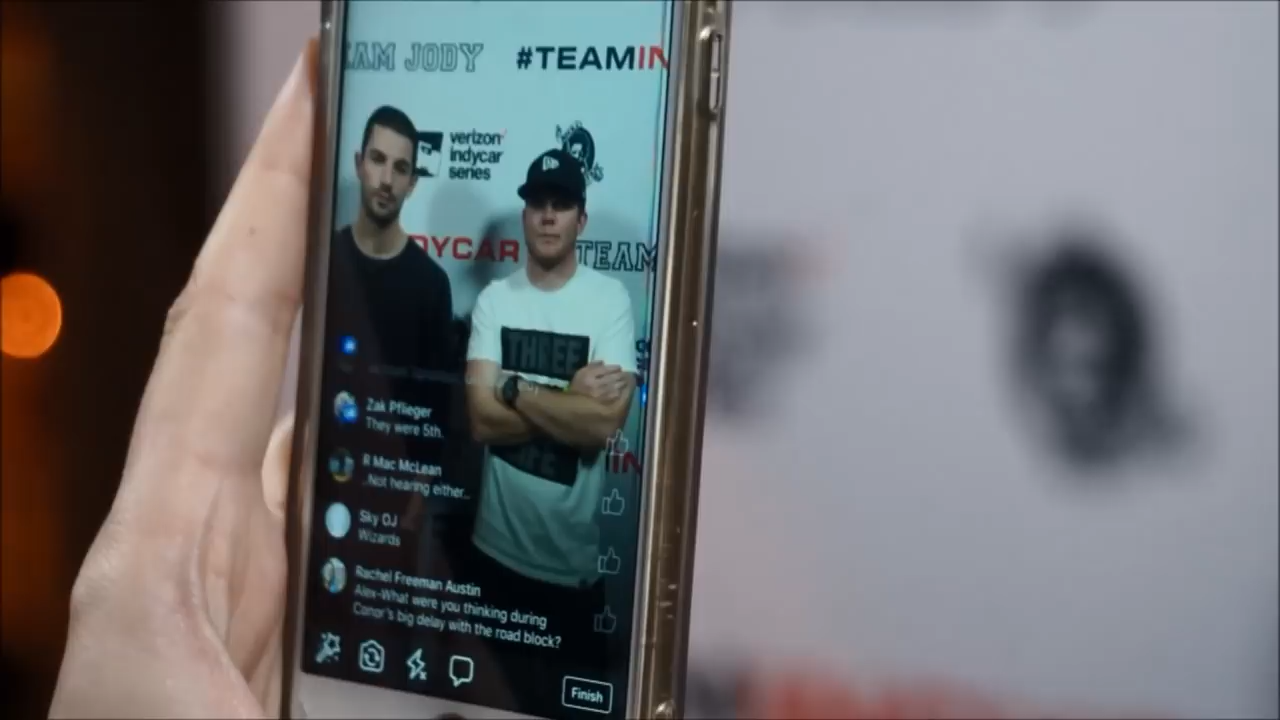 AM JODY
#TEAMIN
verizon
indycar
series
DYCAR
TEAM
THREE
Zak Pflieger
They were 5th.
R Mac McLean
..Not hearing either..
Sky OJ
Wizards
Rachel Freeman Austin
Alex-What were you thinking during
Conor's big delay with the road block?
Finish